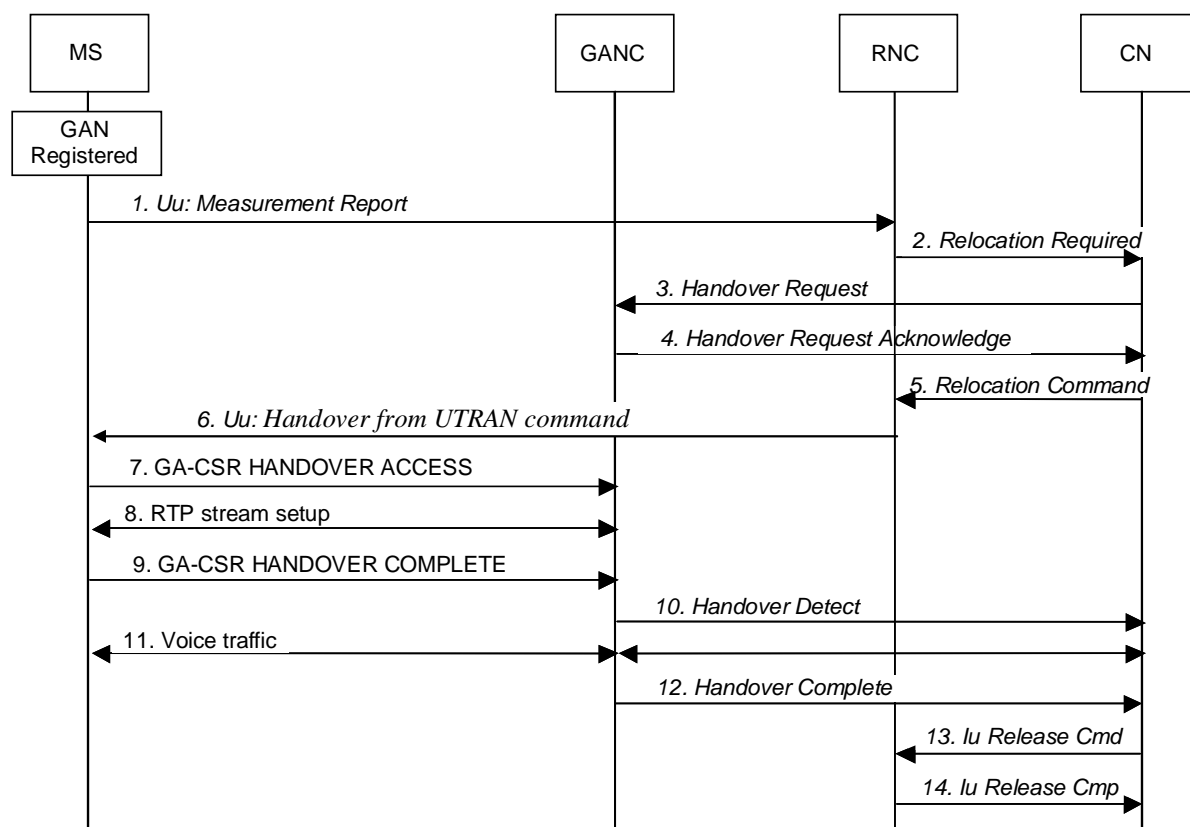 MS
GANC
RNC
CN
GAN
Registered
1. Uu: Measurement Report
2. Relocation Required
3. Handover Request
4. Handover Request Acknowledge
5. Relocation Command
6. Uu: Handover from UTRAN command
7. GA-CSR HANDOVER ACCESS
8. RTP stream setup
9. GA-CSR HANDOVER COMPLETE
10. Handover Detect
11. Voice traffic
12. Handover Complete
13. Iu Release Cmd
14. Iu Release Cmp